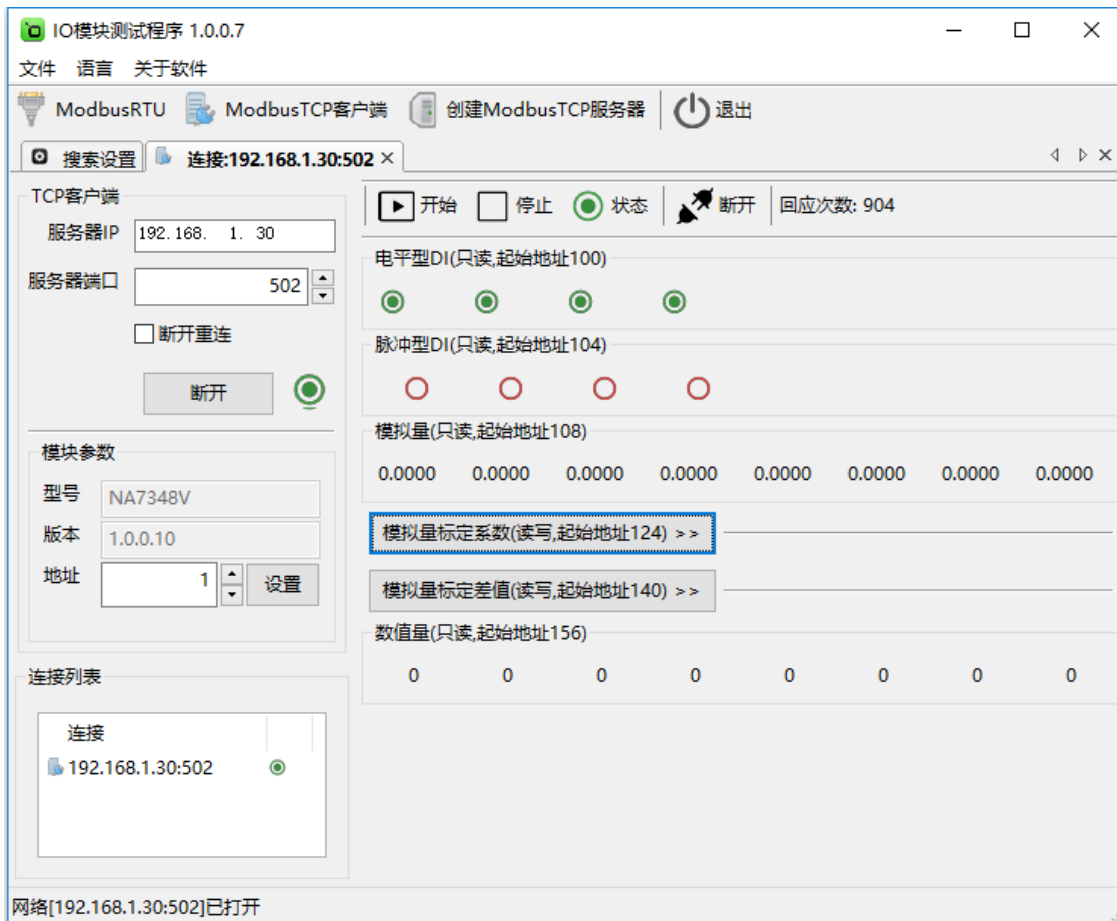 IO模块测试程序 1.0.0.7
文件 语言 关于软件
ModbusRTU ModbusTCP客户端 创建ModbusTCP服务器 退出
搜索设置 连接:192.168.1.30:502
TCP客户端
服务器IP 192.168. 1. 30
服务器端口 502
断开重连
断开
模块参数
型号 NA7348V
版本 1.0.0.10
地址 1 设置
连接列表
连接
192.168.1.30:502
开始 停止 状态 断开 回应次数: 904
电平型DI(只读,起始地址100)
脉冲型DI(只读,起始地址104)
模拟量(只读,起始地址108)
0.0000 0.0000 0.0000 0.0000 0.0000 0.0000 0.0000 0.0000
模拟量标定系数(读写,起始地址124) >>
模拟量标定差值(读写,起始地址140) >>
数值量(只读,起始地址156)
0 0 0 0 0 0 0 0
网络[192.168.1.30:502]已打开